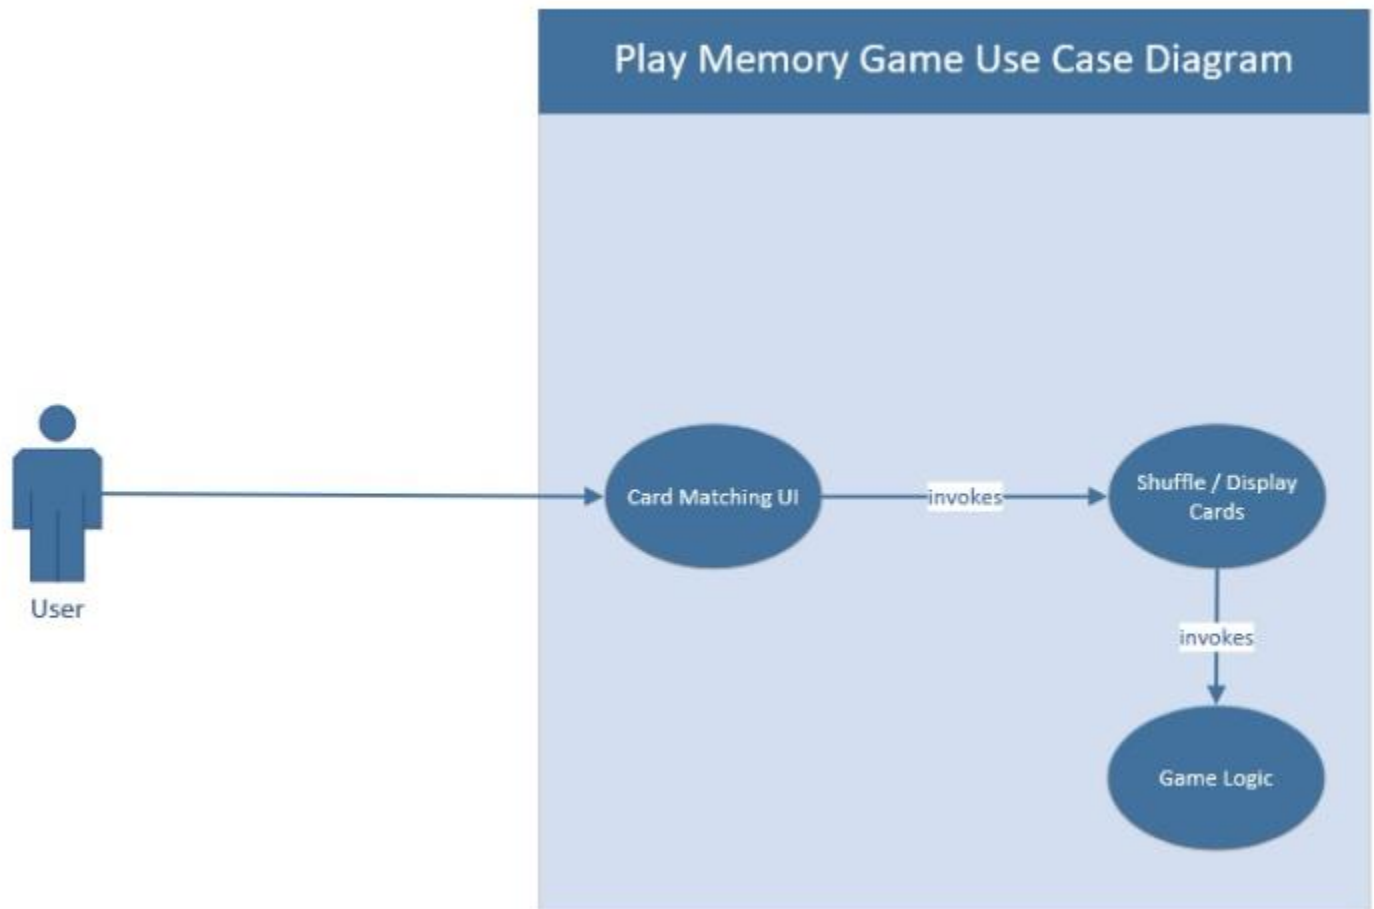 Play Memory Game Use Case Diagram
Card Matching UI
invokes
Shuffle / Display
Cards
User
invokes
Game Logic